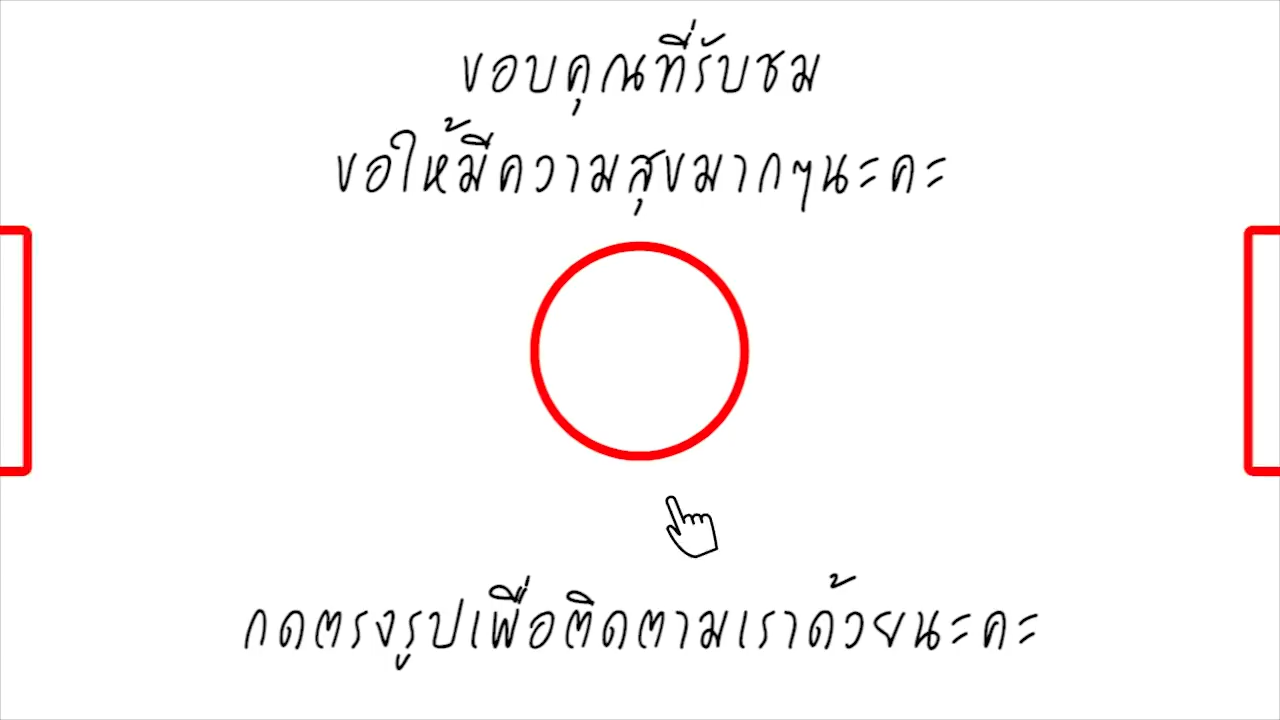 ขอบคุณที่รับชม
ขอให้มีความสุขมากๆนะคะ
กดตรงรูปเพื่อติดตามเราด้วยนะคะ